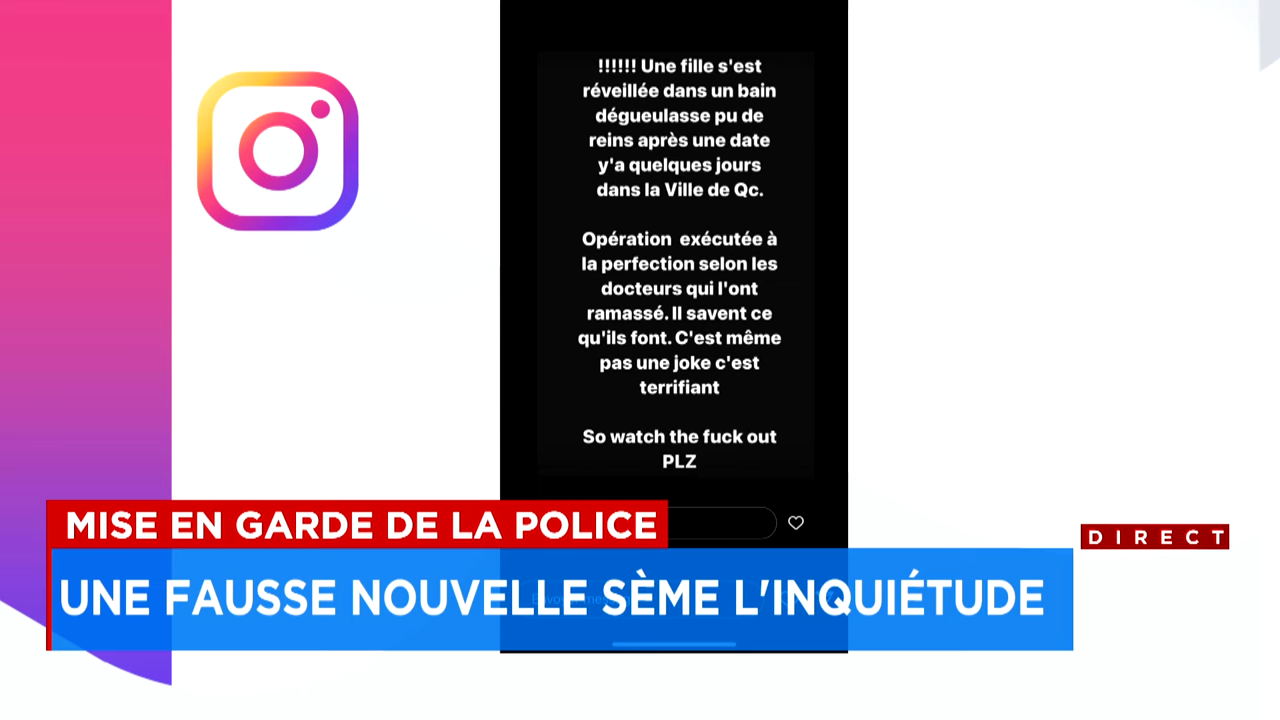 !!!!!! Une fille s'est
réveillée dans un bain
dégueulasse pu de
reins après une date
y'a quelques jours
dans la Ville de Qc.
Opération exécutée à
la perfection selon les
docteurs qui l'ont
ramassé. Il savent ce
qu'ils font. C'est même
pas une joke c'est
terrifiant
So watch the fuck out
PLZ
MISE EN GARDE DE LA POLICE
DIRECT
UNE FAUSSE NOUVELLE SÈME L'INQUIÉTUDE